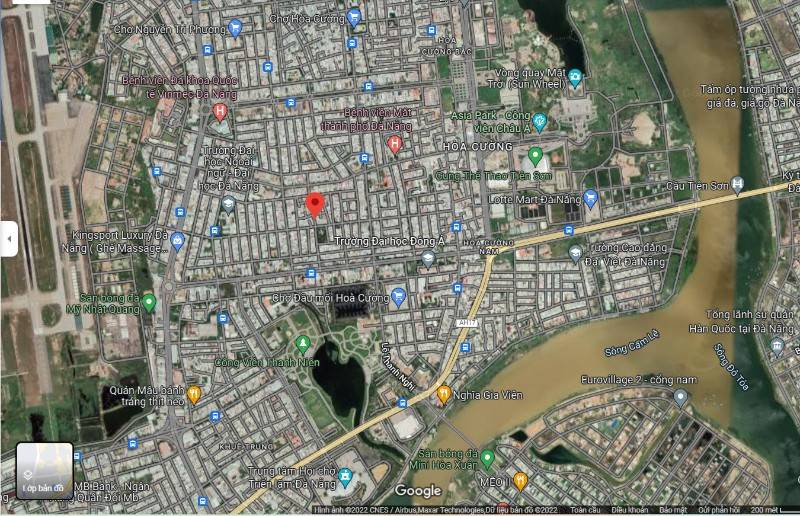 Chợ Nguyễn Tri Phương
Chợ Hòa Cường
HÒA
CƯỜNG BẮC
Vòng quay Mặt
Trời (Sun Wheel)
Tấm ốp tường nhựa
giả đá, giả gỗ Đà Nẵng
Bệnh viện Đa khoa Quốc
tế Vinmec Đà Nẵng
Bệnh viện Mắt
thành phố Đà Nẵng
Asia Park - Công
viên Châu Á
HÒA CƯỜNG
Trường Đại
học Ngoại
ngữ - Đại
học Đà Nẵng
Cung Thể Thao Tiên Sơn
Cầu Tiên Sơn
Lotte Mart Đà Nẵng
Kingsport Luxury Đà
Nẵng ( Ghế Massage...
Trường Đại học Đông Á
HOÀ CƯỜNG
NAM
Trường Cao đẳng
Đại Việt Đà Nẵng
Sân bóng đá
Mỹ Nhật Quang
Chợ Đầu mối Hoà Cường
Tổng lãnh sự quán
Hàn Quốc tại Đà Nẵng
AH17
Sông Cẩm Lệ
Sông Đô Tỏa
Công Viên Thanh Niên
Lê Thanh Nghị
Quán Mậu bánh
tráng thịt heo
Nghĩa Gia Viên
Eurovillage 2 - cổng nam
KHUÊ TRUNG
Sân bóng đá
Mini Hòa Xuân
Trung tâm Hội chợ
Triển lãm Đà Nẵng
MẸO
Lớp bản đồ
MB Bank - Ngân
Quân Đội Mb
Google
Hình ảnh ©2022 CNES / Airbus,Maxar Technologies,Dữ liệu bản đồ ©2022
Toàn cầu
Điều khoản
Bảo mật
Gửi phản hồi
200 mét